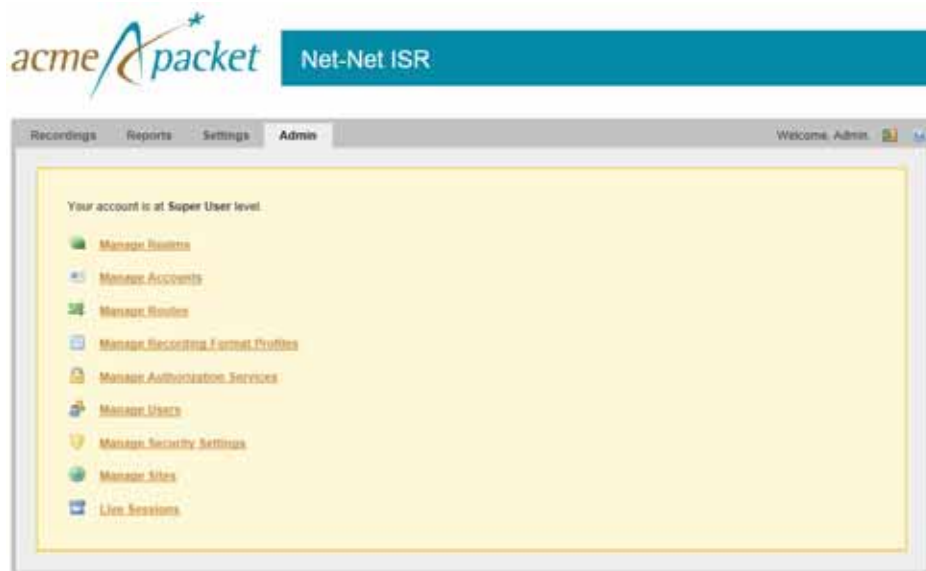 acme packet
Net-Net ISR
Recordings Reports Settings Admin Welcome, Admin.
Your account is at Super User level.
Manage Realms
Manage Accounts
Manage Routes
Manage Recording Format Profiles
Manage Authorization Services
Manage Users
Manage Security Settings
Manage Sites
Live Sessions